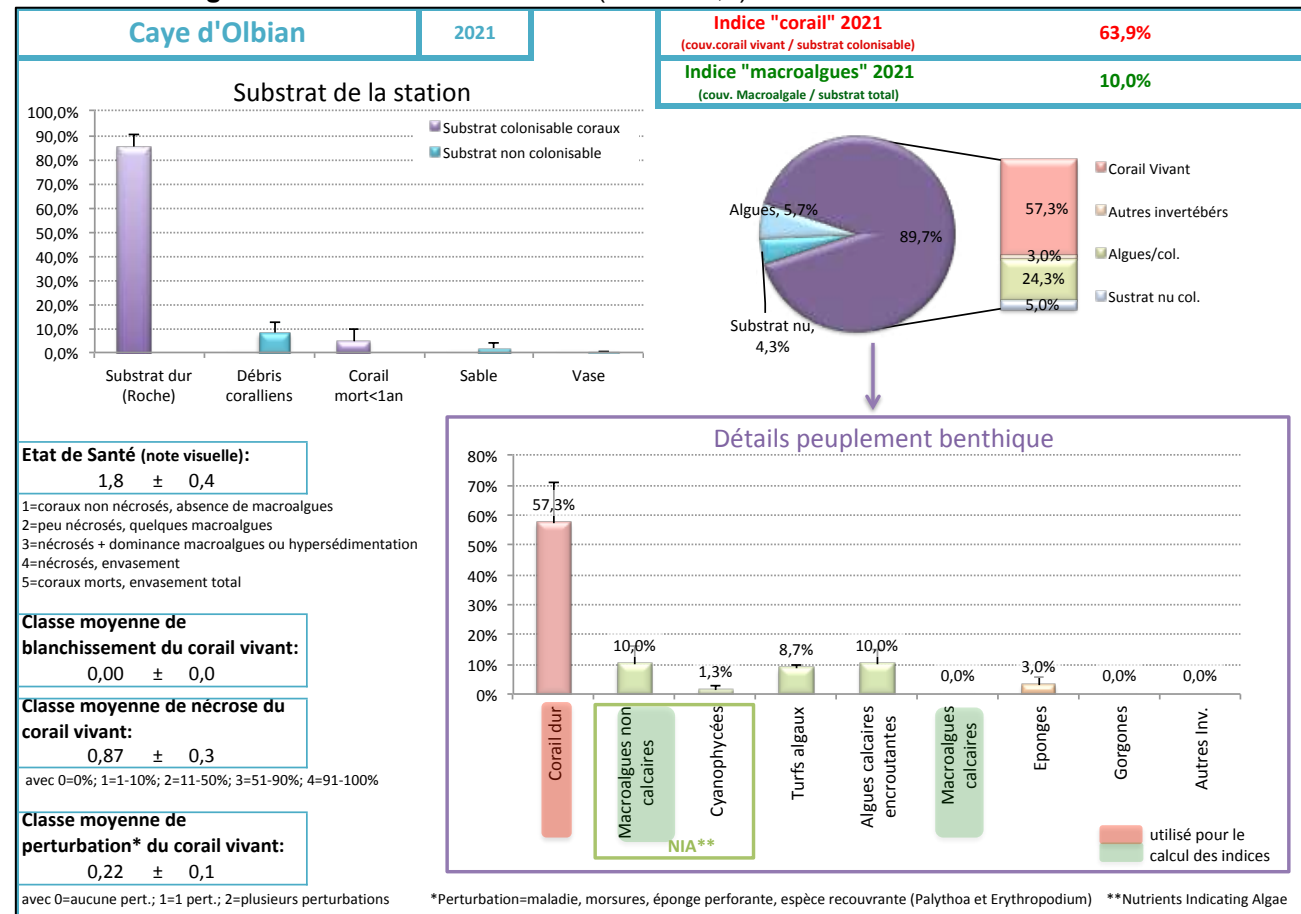 Caye d'Olbian
2021
Indice "corail" 2021
(couv.corail vivant / substrat colonisable)
63,9%
Indice "macroalgues" 2021
(couv. Macroalgale / substrat total)
10,0%
Substrat de la station
100,0%
90,0%
80,0%
70,0%
60,0%
50,0%
40,0%
30,0%
20,0%
10,0%
0,0%
Substrat colonisable coraux
Substrat non colonisable
Substrat dur
(Roche)
Débris
coralliens
Corail
mort<1an
Sable
Vase
Algues, 5,7%
89,7%
Substrat nu,
4,3%
57,3%
3,0%
24,3%
5,0%
Corail Vivant
Autres invertébérs
Algues/col.
Sustrat nu col.
Etat de Santé (note visuelle):
1,8 ± 0,4
1=coraux non nécrosés, absence de macroalgues
2=peu nécrosés, quelques macroalgues
3=nécrosés + dominance macroalgues ou hypersédimentation
4=nécrosés, envasement
5=coraux morts, envasement total
Classe moyenne de
blanchissement du corail vivant:
0,00 ± 0,0
Classe moyenne de nécrose du
corail vivant:
0,87 ± 0,3
avec 0=0%; 1=1-10%; 2=11-50%; 3=51-90%; 4=91-100%
Classe moyenne de
perturbation* du corail vivant:
0,22 ± 0,1
avec 0=aucune pert.; 1=1 pert.; 2=plusieurs perturbations
Détails peuplement benthique
80%
70%
60%
50%
40%
30%
20%
10%
0%
57,3%
10,0%
1,3%
8,7%
10,0%
0,0%
3,0%
0,0%
0,0%
Corail dur
Macroalgues non
calcaires
Cyanophycées
Turfs algaux
Algues calcaires
encroutantes
Macroalgues
calcaires
Eponges
Gorgones
Autres Inv.
NIA**
utilisé pour le
calcul des indices
*Perturbation=maladie, morsures, éponge perforante, espèce recouvrante (Palythoa et Erythropodium) **Nutrients Indicating Algae